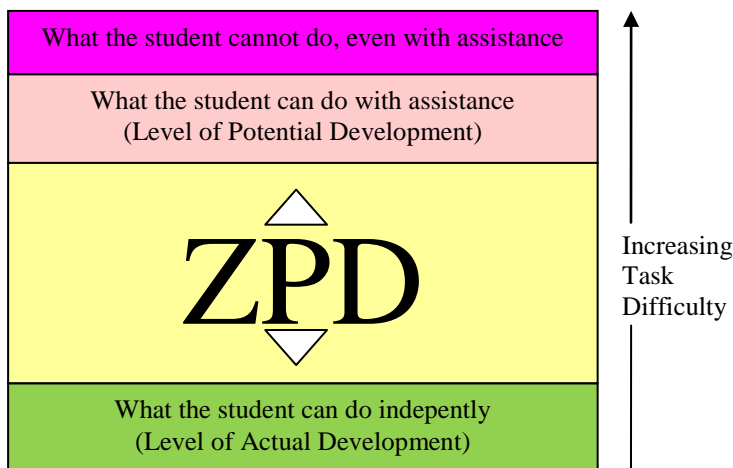 What the student cannot do, even with assistance
What the student can do with assistance
(Level of Potential Development)
ZPD
Increasing
Task
Difficulty
What the student can do indepently
(Level of Actual Development)